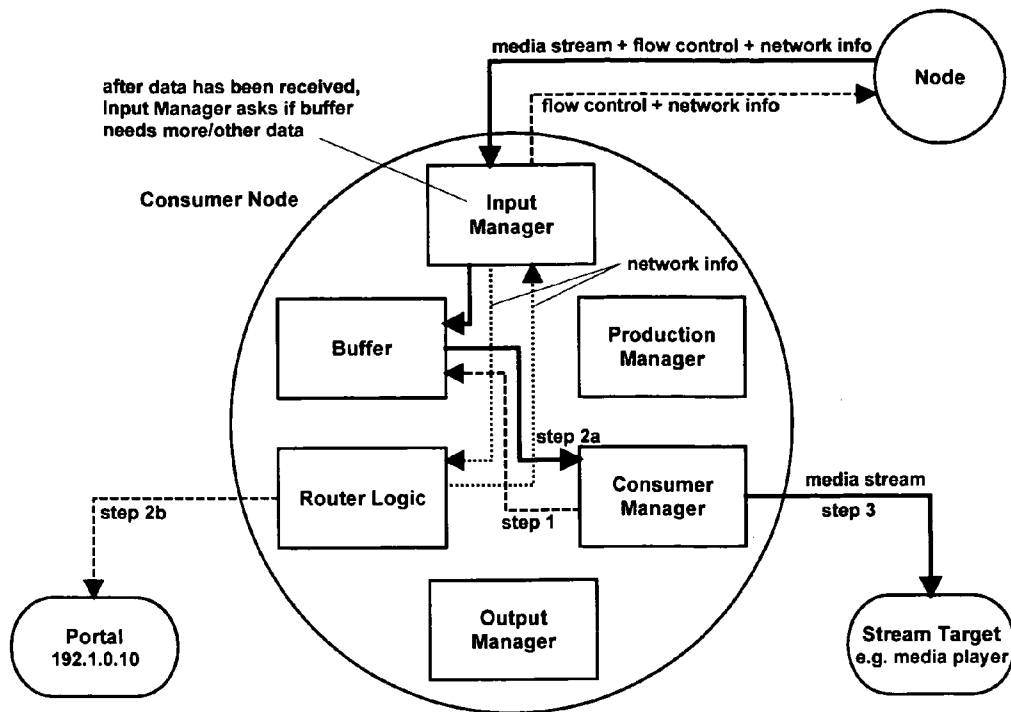 media stream + flow control + network info
Node
after data has been received,
Input Manager asks if buffer
needs more/other data
flow control + network info
Consumer Node
Input
Manager
network info
Buffer
Production
Manager
step 2a
Router Logic
Consumer
Manager
media stream
step 3
step 2b
step 1
Output
Manager
Portal
192.1.0.10
Stream Target
e.g. media player